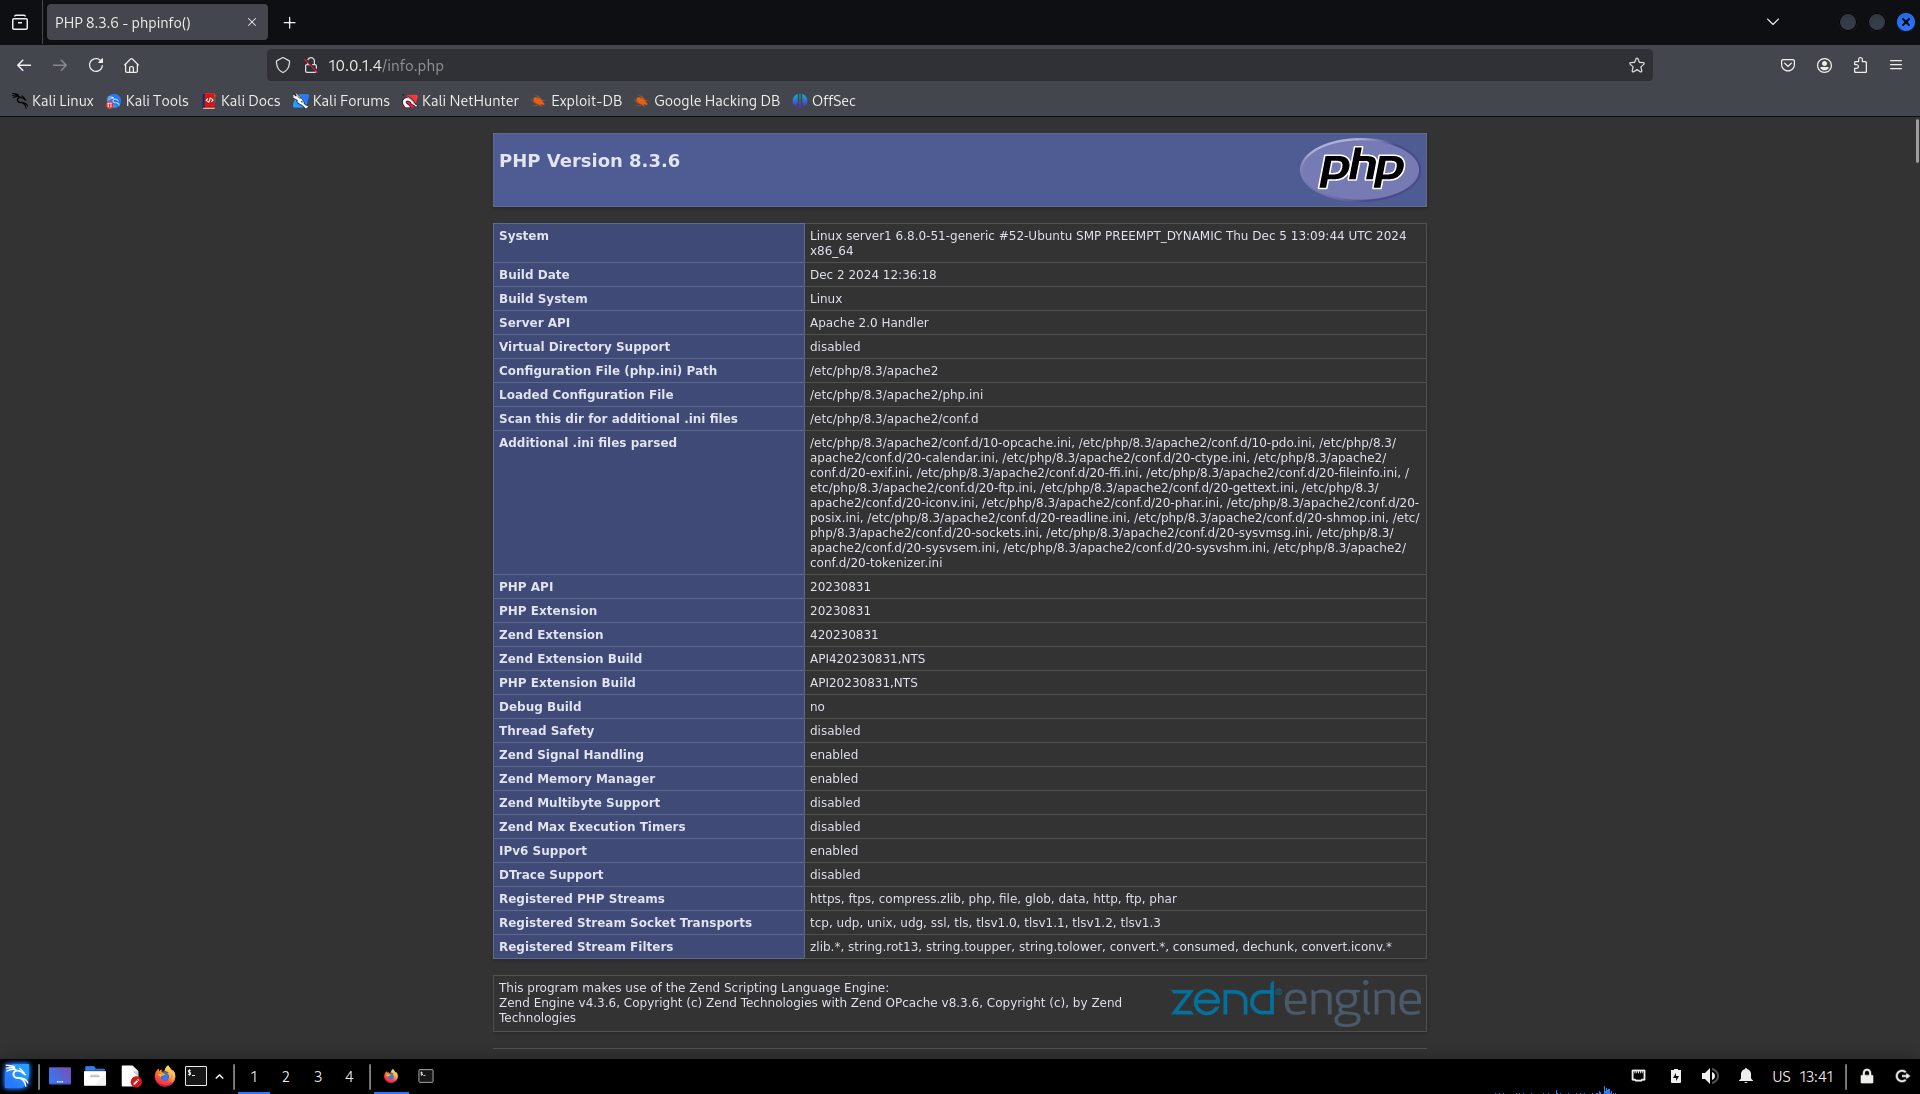 PHP 8.3.6 - phpinfo()
10.0.1.4/info.php
Kali Linux Kali Tools Kali Docs Kali Forums Kali NetHunter Exploit-DB Google Hacking DB OffSec
PHP Version 8.3.6
php
System Linux server1 6.8.0-51-generic #52-Ubuntu SMP PREEMPT_DYNAMIC Thu Dec 5 13:09:44 UTC 2024
x86_64
Build Date Dec 2 2024 12:36:18
Build System Linux
Server API Apache 2.0 Handler
Virtual Directory Support disabled
Configuration File (php.ini) Path /etc/php/8.3/apache2
Loaded Configuration File /etc/php/8.3/apache2/php.ini
Scan this dir for additional .ini files /etc/php/8.3/apache2/conf.d
Additional .ini files parsed /etc/php/8.3/apache2/conf.d/10-opcache.ini, /etc/php/8.3/apache2/conf.d/10-pdo.ini, /etc/php/8.3/
apache2/conf.d/20-calendar.ini, /etc/php/8.3/apache2/conf.d/20-ctype.ini, /etc/php/8.3/apache2/
conf.d/20-exif.ini, /etc/php/8.3/apache2/conf.d/20-ffi.ini, /etc/php/8.3/apache2/conf.d/20-fileinfo.ini, /
etc/php/8.3/apache2/conf.d/20-ftp.ini, /etc/php/8.3/apache2/conf.d/20-gettext.ini, /etc/php/8.3/
apache2/conf.d/20-iconv.ini, /etc/php/8.3/apache2/conf.d/20-phar.ini, /etc/php/8.3/apache2/conf.d/20-
posix.ini, /etc/php/8.3/apache2/conf.d/20-readline.ini, /etc/php/8.3/apache2/conf.d/20-shmop.ini, /etc/
php/8.3/apache2/conf.d/20-sockets.ini, /etc/php/8.3/apache2/conf.d/20-sysvmsg.ini, /etc/php/8.3/
apache2/conf.d/20-sysvsem.ini, /etc/php/8.3/apache2/conf.d/20-sysvshm.ini, /etc/php/8.3/apache2/
conf.d/20-tokenizer.ini
PHP API 20230831
PHP Extension 20230831
Zend Extension 420230831
Zend Extension Build API420230831,NTS
PHP Extension Build API20230831,NTS
Debug Build no
Thread Safety disabled
Zend Signal Handling enabled
Zend Memory Manager enabled
Zend Multibyte Support disabled
Zend Max Execution Timers disabled
IPv6 Support enabled
DTrace Support disabled
Registered PHP Streams https, ftps, compress.zlib, php, file, glob, data, http, ftp, phar
Registered Stream Socket Transports tcp, udp, unix, udg, ssl, tls, tlsv1.0, tlsv1.1, tlsv1.2, tlsv1.3
Registered Stream Filters zlib.*, string.rot13, string.toupper, string.tolower, convert.*, consumed, dechunk, convert.iconv.*
This program makes use of the Zend Scripting Language Engine:
Zend Engine v4.3.6, Copyright (c) Zend Technologies with Zend OPcache v8.3.6, Copyright (c), by Zend
Technologies
zend engine
1 2 3 4 US 13:41